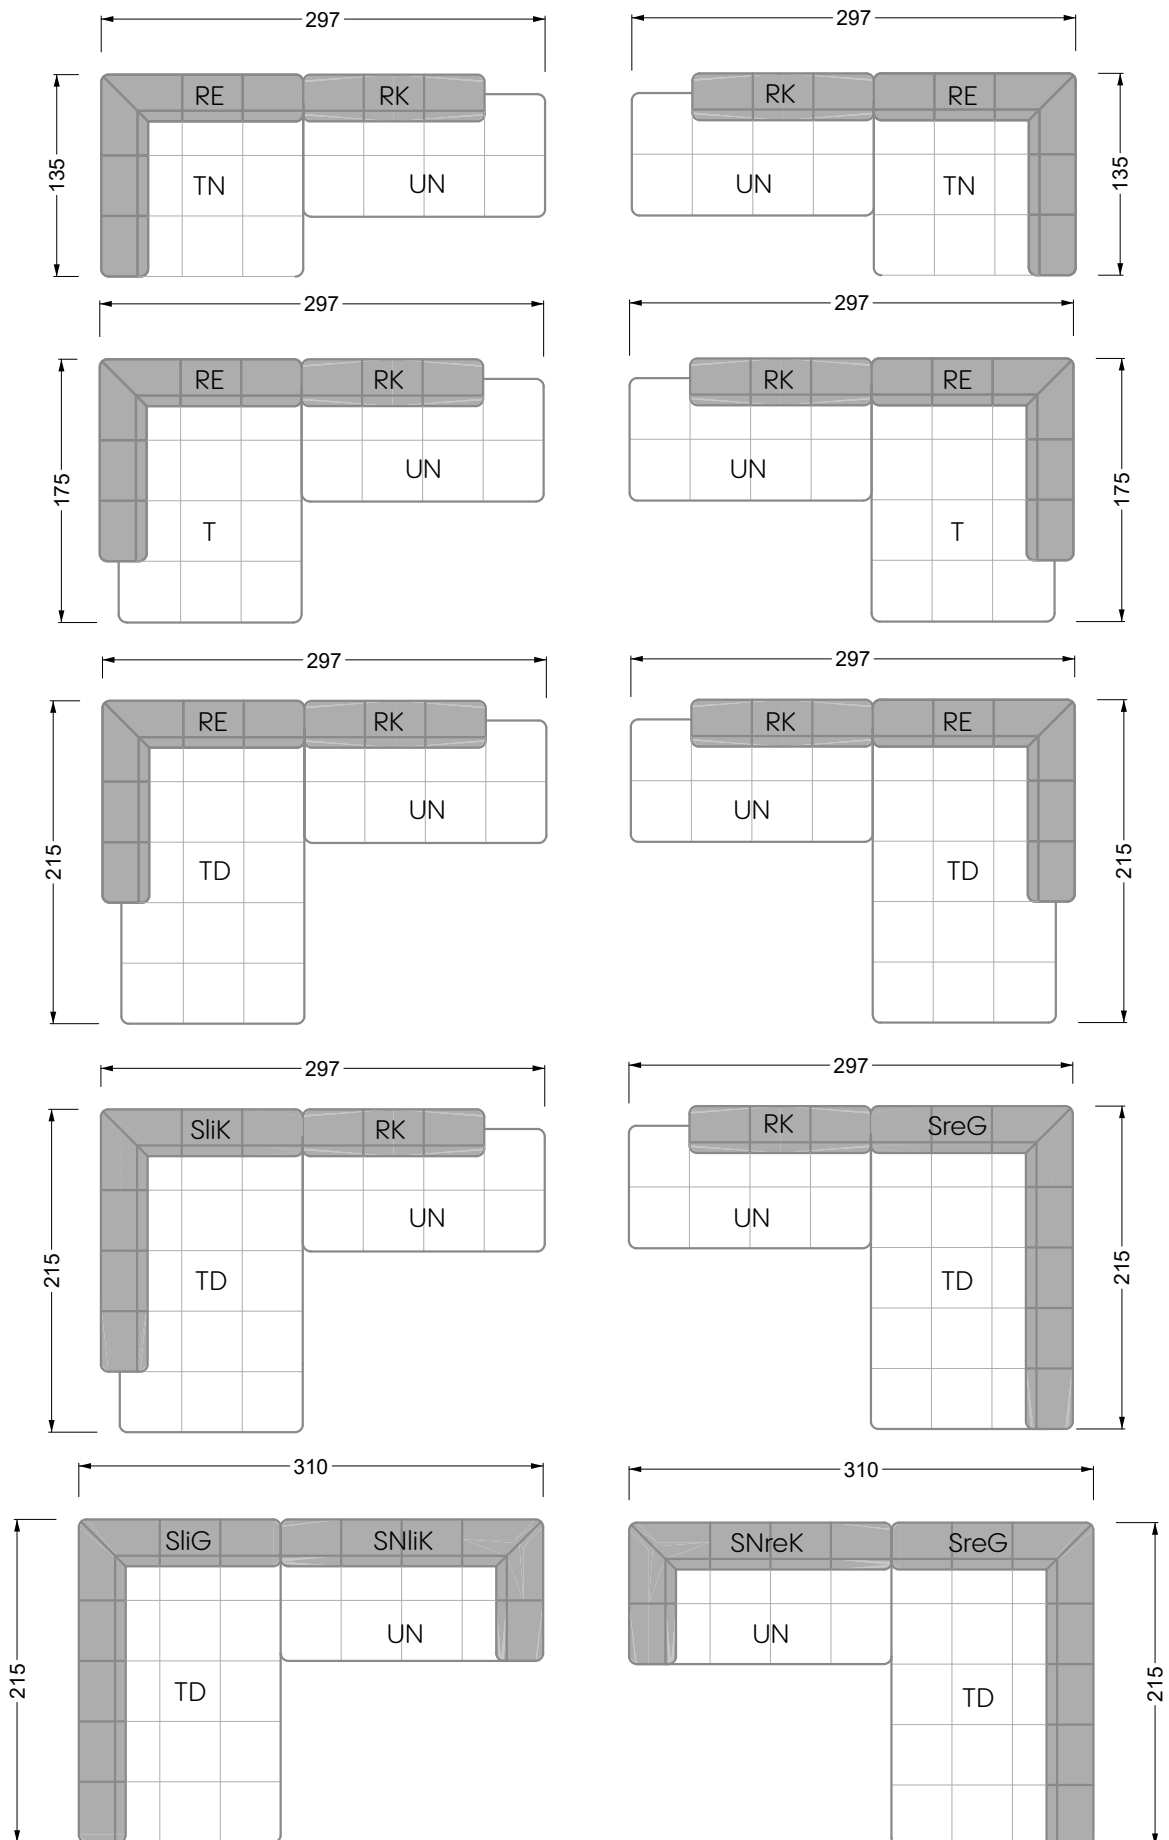 297 297
RE RK RK RE
135 TN UN UN TN 135
297 297
RE RK RK RE
UN UN
175 T T 175
297 297
RE RK RK RE
UN UN
215 TD TD 215
297 297
SliK RK RK SreG
UN UN
215 TD TD 215
310 310
SliG SNliK SNreK SreG
UN UN
215 TD TD 215